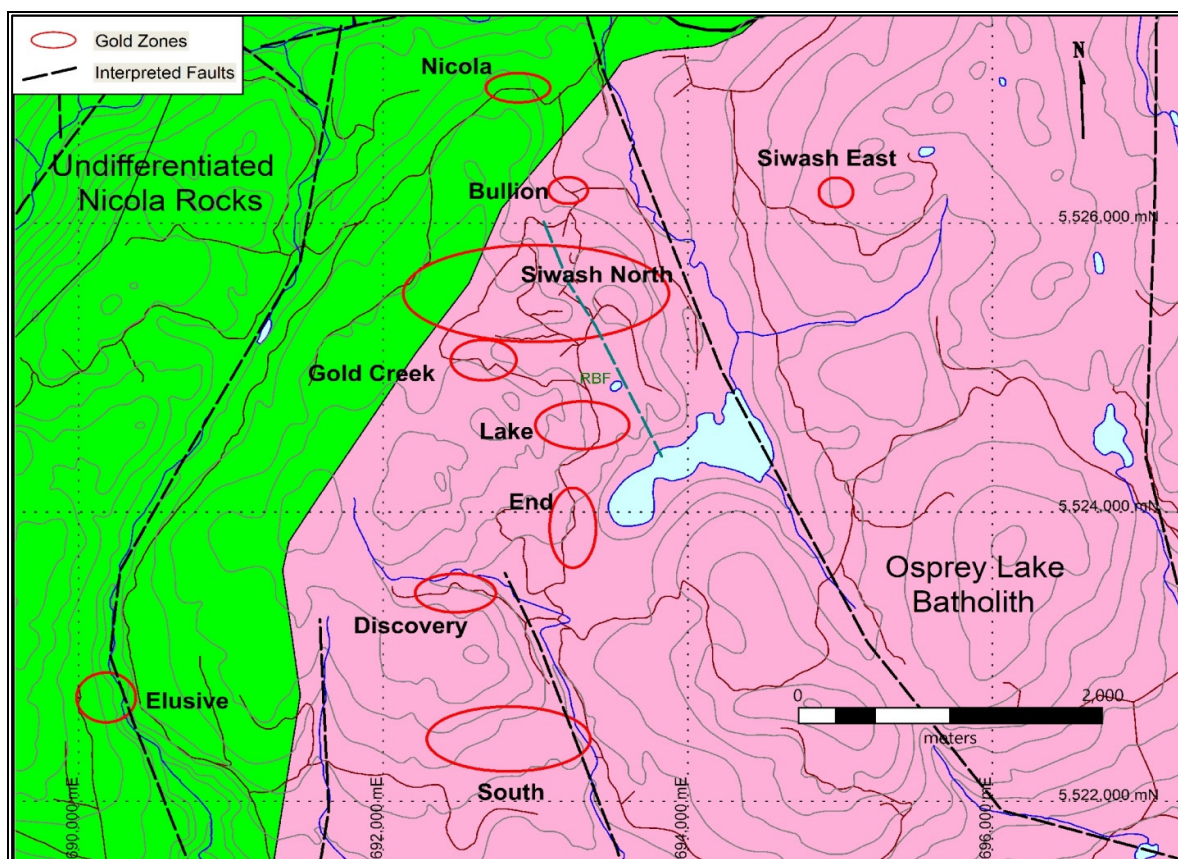 Gold Zones
Interpreted Faults
N
Nicola
Undifferentiated
Nicola Rocks
Siwash East
Bullion
5,526,000 mN
Siwash North
Gold Creek
RBF
Lake
End
5,524,000 mN
Osprey Lake
Batholith
Discovery
Elusive
0
2,000
meters
South
5,522,000 mN
690,000 mE
692,000 mE
694,000 mE
696,000 mE